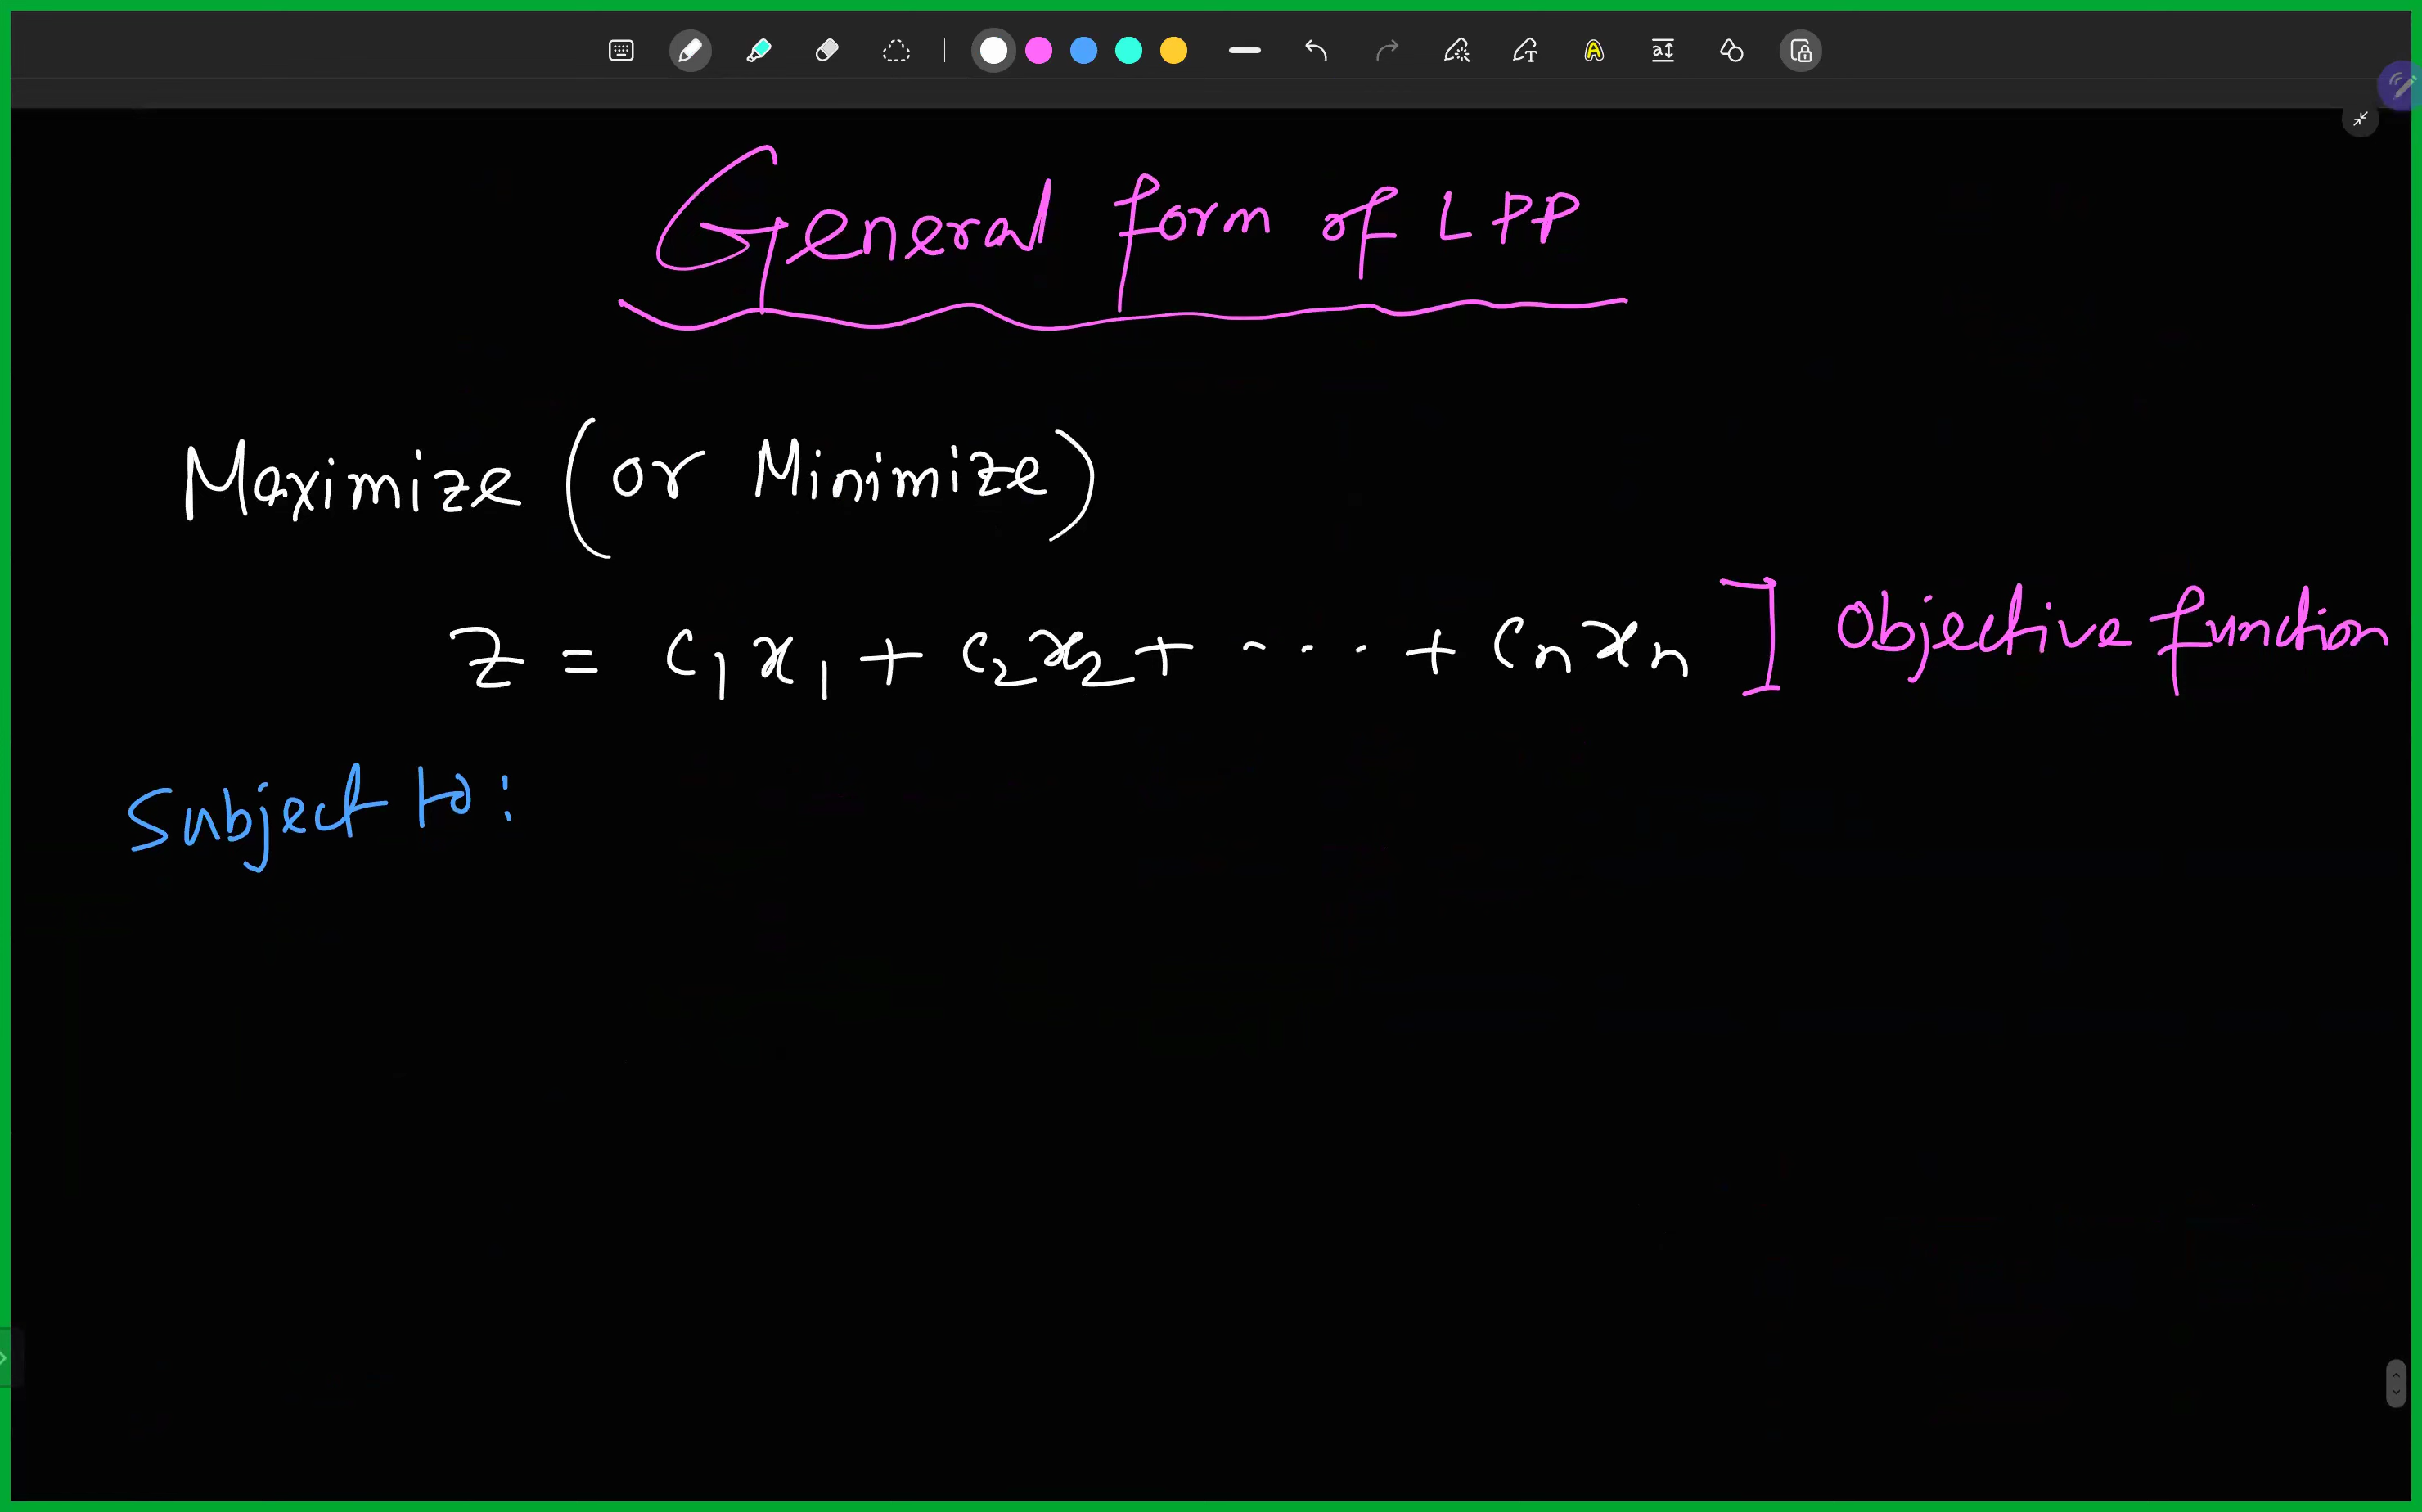 General form of LPP
Maximize (or Minimize)
Z = C₁x₁ + C₂x₂ + ···· + Cₙxₙ ] Objective function
Subject to: